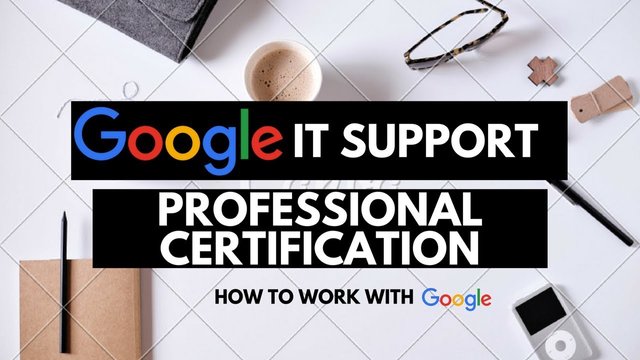 Google IT SUPPORT
PROFESSIONAL
CERTIFICATION
HOW TO WORK WITH Google